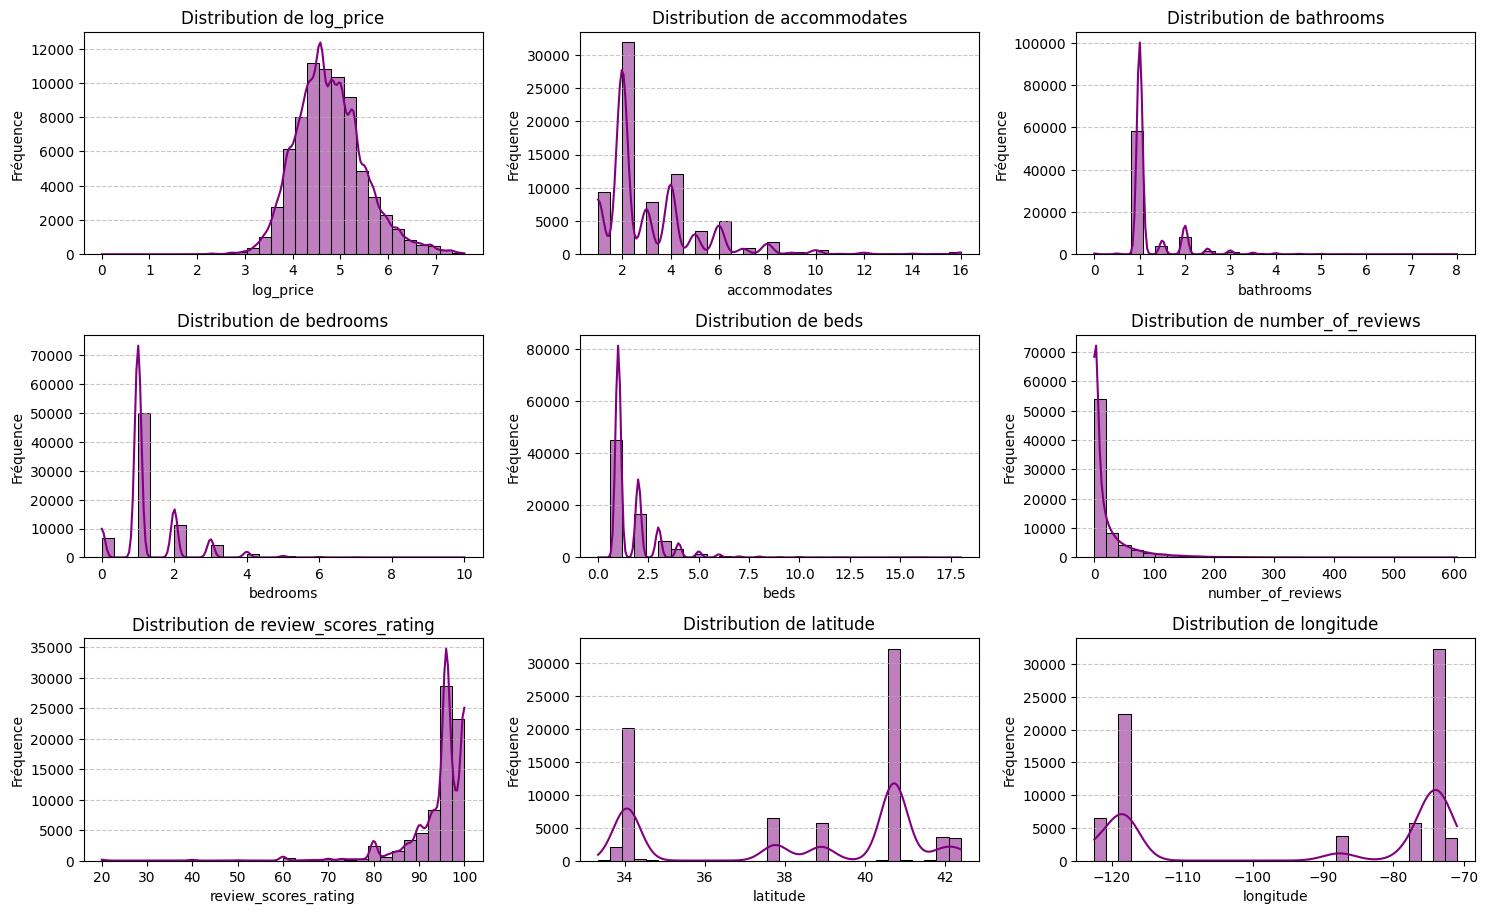 Distribution de log_price
Fréquence
12000
10000
8000
6000
4000
2000
0
0 1 2 3 4 5 6 7
log_price
Distribution de accommodates
Fréquence
30000
25000
20000
15000
10000
5000
0
2 4 6 8 10 12 14 16
accommodates
Distribution de bathrooms
Fréquence
100000
80000
60000
40000
20000
0
0 1 2 3 4 5 6 7 8
bathrooms
Distribution de bedrooms
Fréquence
70000
60000
50000
40000
30000
20000
10000
0
0 2 4 6 8 10
bedrooms
Distribution de beds
Fréquence
80000
60000
40000
20000
0
0.0 2.5 5.0 7.5 10.0 12.5 15.0 17.5
beds
Distribution de number_of_reviews
Fréquence
70000
60000
50000
40000
30000
20000
10000
0
0 100 200 300 400 500 600
number_of_reviews
Distribution de review_scores_rating
Fréquence
35000
30000
25000
20000
15000
10000
5000
0
20 30 40 50 60 70 80 90 100
review_scores_rating
Distribution de latitude
Fréquence
30000
25000
20000
15000
10000
5000
0
34 36 38 40 42
latitude
Distribution de longitude
Fréquence
30000
25000
20000
15000
10000
5000
0
−120 −110 −100 −90 −80 −70
longitude